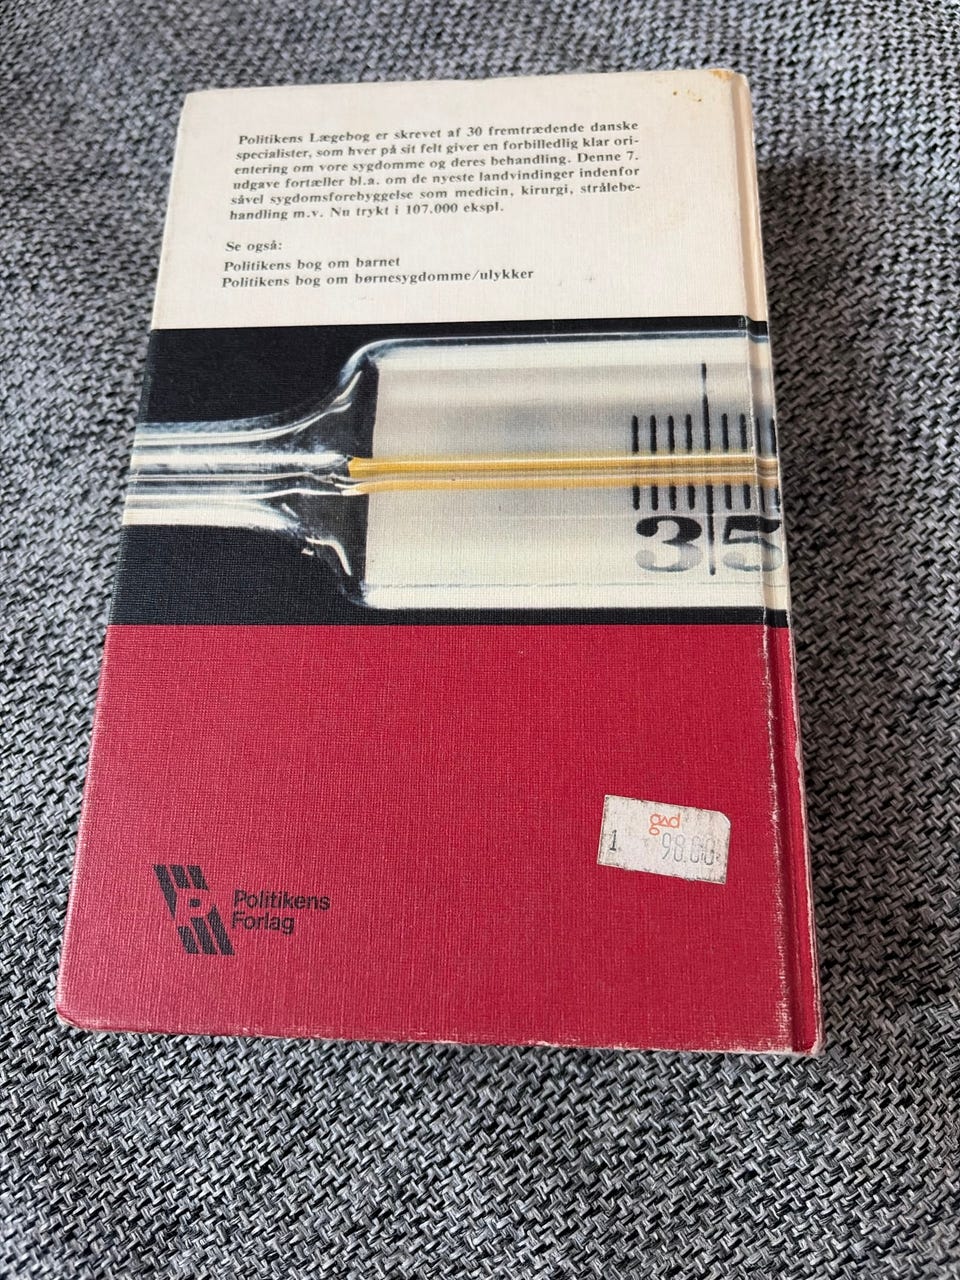 Politikens Lægebog er skrevet af 30 fremtrædende danske
specialister, som hver på sit felt giver en forbilledlig klar ori-
entering om vore sygdomme og deres behandling. Denne 7.
udgave fortæller bl.a. om de nyeste landvindinger indenfor
såvel sygdomsforebyggelse som medicin, kirurgi, strålebe-
handling m.v. Nu trykt i 107.000 ekspl.
Se også:
Politikens bog om barnet
Politikens bog om børnesygdomme/ulykker
35
gad
1 98.00
P
Politikens
Forlag